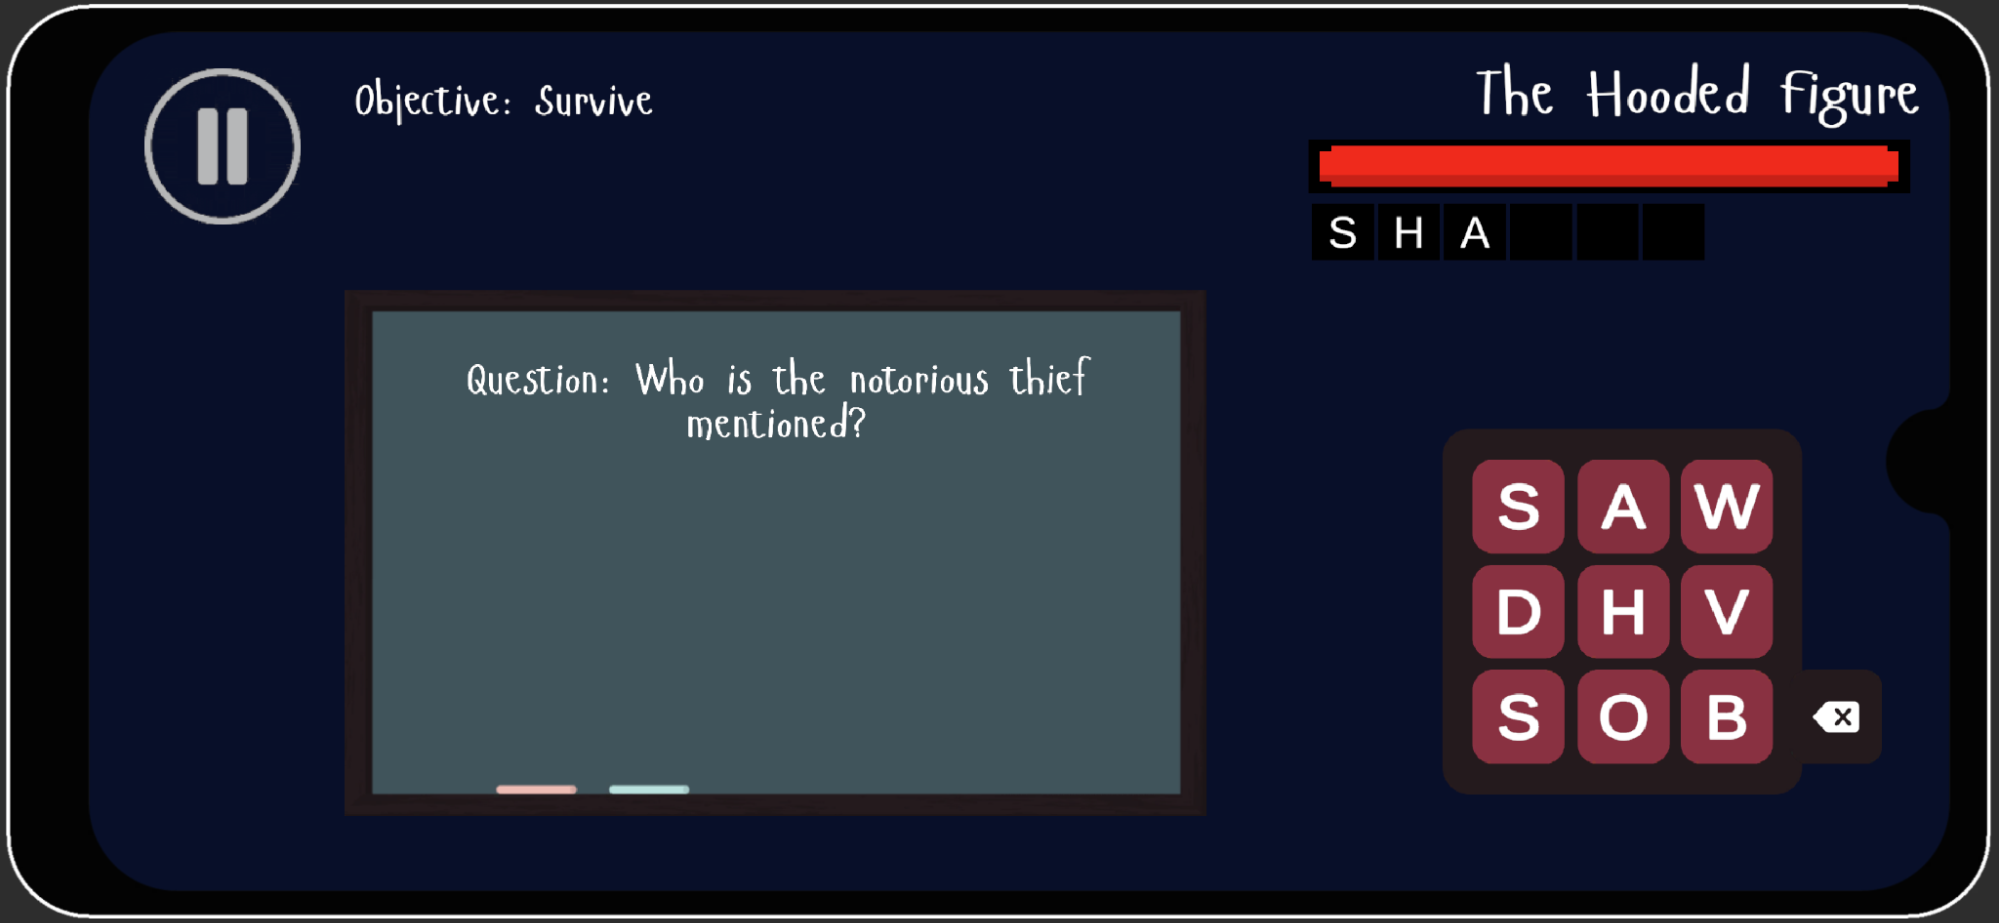 Objective: Survive
The Hooded Figure
S H A
Question: Who is the notorious thief
mentioned?
S A W
D H V
S O B